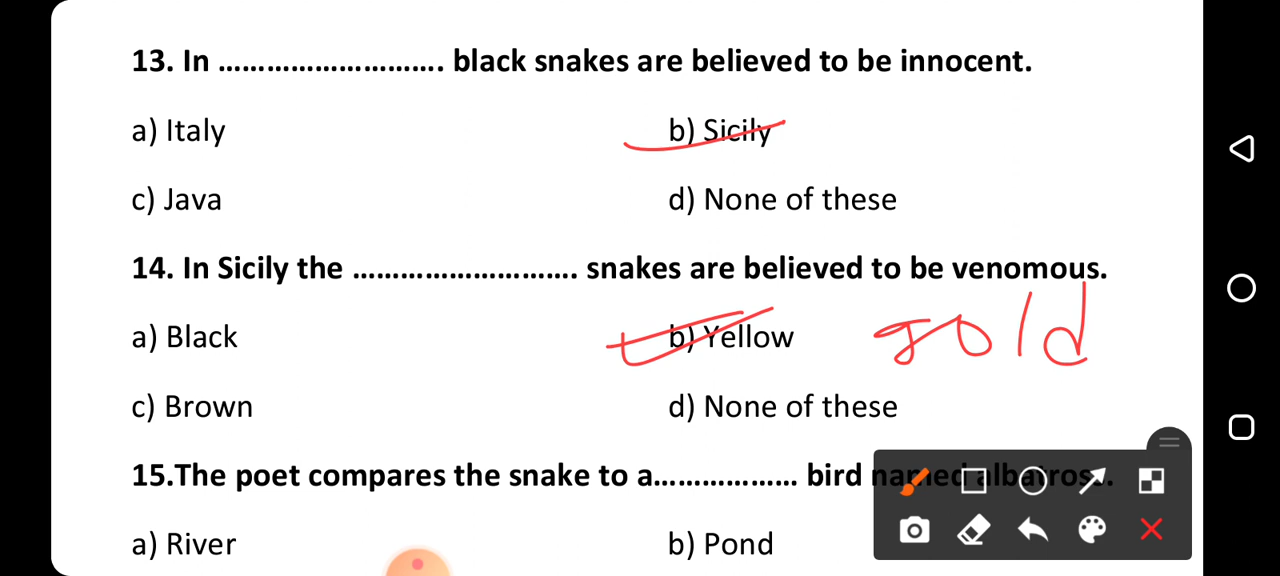 13. In ............................ black snakes are believed to be innocent.
a) Italy b) Sicily
c) Java d) None of these
14. In Sicily the ............................ snakes are believed to be venomous.
a) Black b) Yellow gold
c) Brown d) None of these
15.The poet compares the snake to a.................. bird named albatross.
a) River b) Pond